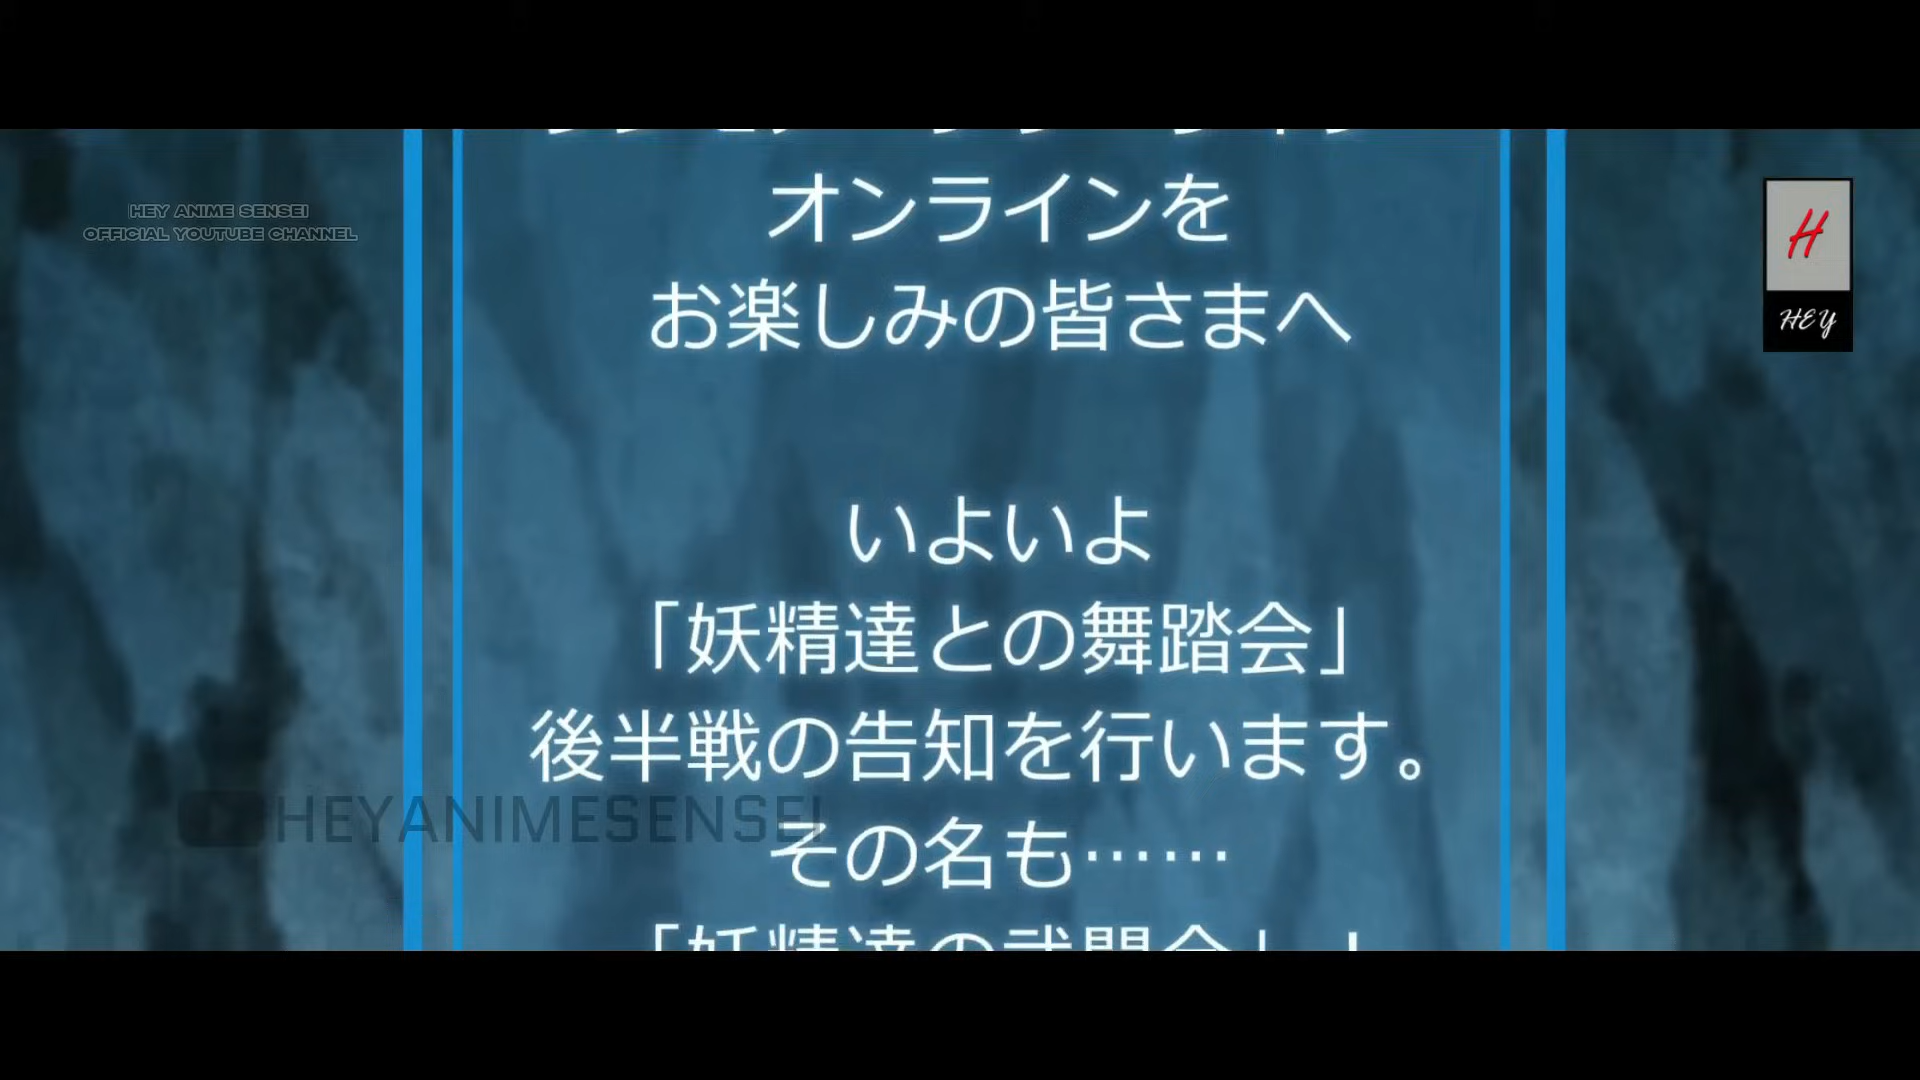 オンラインを
HEY ANIME SENSEI
OFFICIAL YOUTUBE CHANNEL
H
HEY
お楽しみの皆さまへ
いよいよ
「妖精達との舞踏会」
後半戦の告知を行います。
HEYANIMESENSEI
その名も……